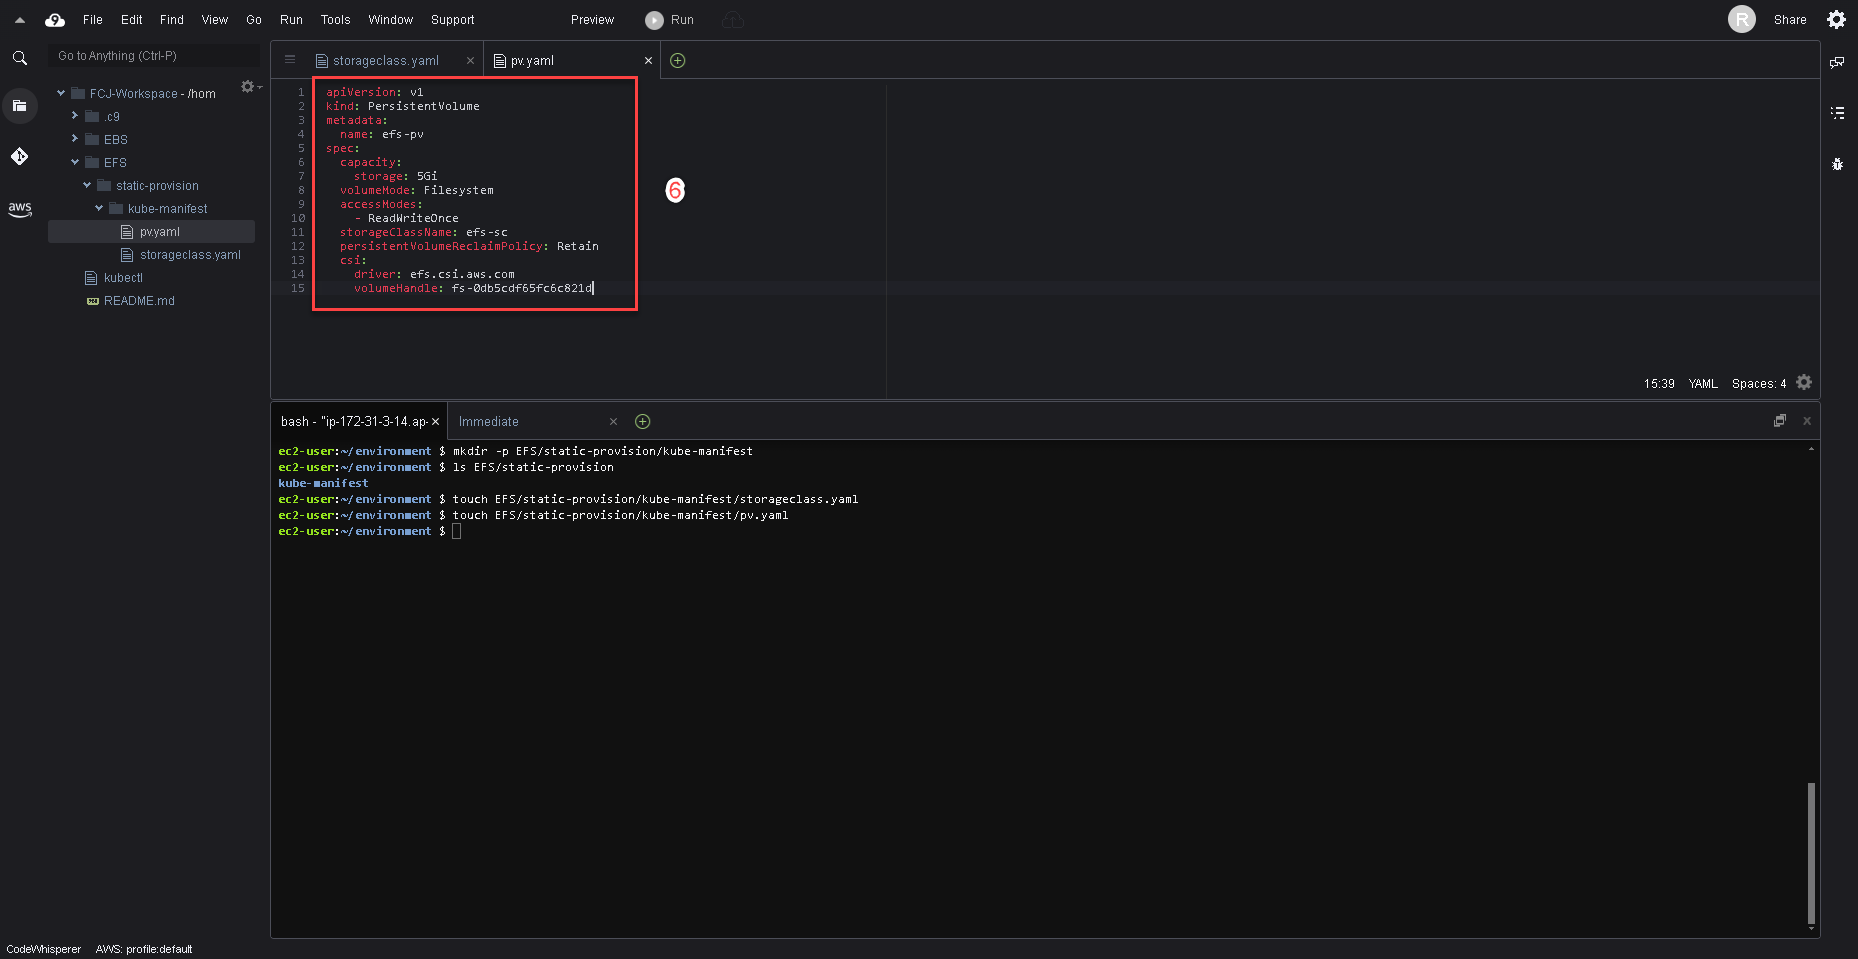 File Edit Find View Go Run Tools Window Support Preview Run R Share
Go to Anything (Ctrl-P)
FCJ-Workspace - /hom
.c9
EBS
EFS
static-provision
kube-manifest
pv.yaml
storageclass.yaml
kubectl
README.md
aws
storageclass.yaml pv.yaml
1 apiVersion: v1
2 kind: PersistentVolume
3 metadata:
4 name: efs-pv
5 spec:
6 capacity:
7 storage: 5Gi
8 volumeMode: Filesystem
9 accessModes:
10 - ReadWriteOnce
11 storageClassName: efs-sc
12 persistentVolumeReclaimPolicy: Retain
13 csi:
14 driver: efs.csi.aws.com
15 volumeHandle: fs-0db5cdf65fc6c821d
6
15:39 YAML Spaces: 4
bash - "ip-172-31-3-14.ap- Immediate
ec2-user:~/environment $ mkdir -p EFS/static-provision/kube-manifest
ec2-user:~/environment $ ls EFS/static-provision
kube-manifest
ec2-user:~/environment $ touch EFS/static-provision/kube-manifest/storageclass.yaml
ec2-user:~/environment $ touch EFS/static-provision/kube-manifest/pv.yaml
ec2-user:~/environment $
CodeWhisperer AWS: profile:default